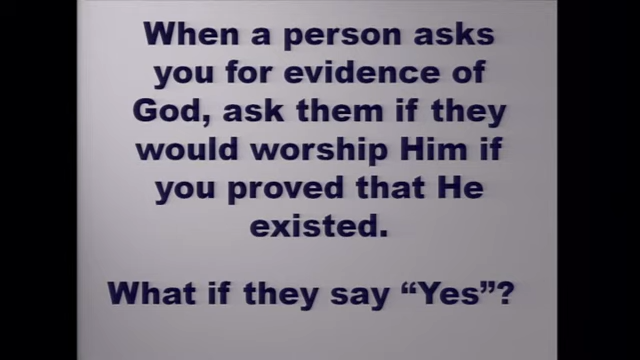 When a person asks
you for evidence of
God, ask them if they
would worship Him if
you proved that He
existed.
What if they say “Yes”?